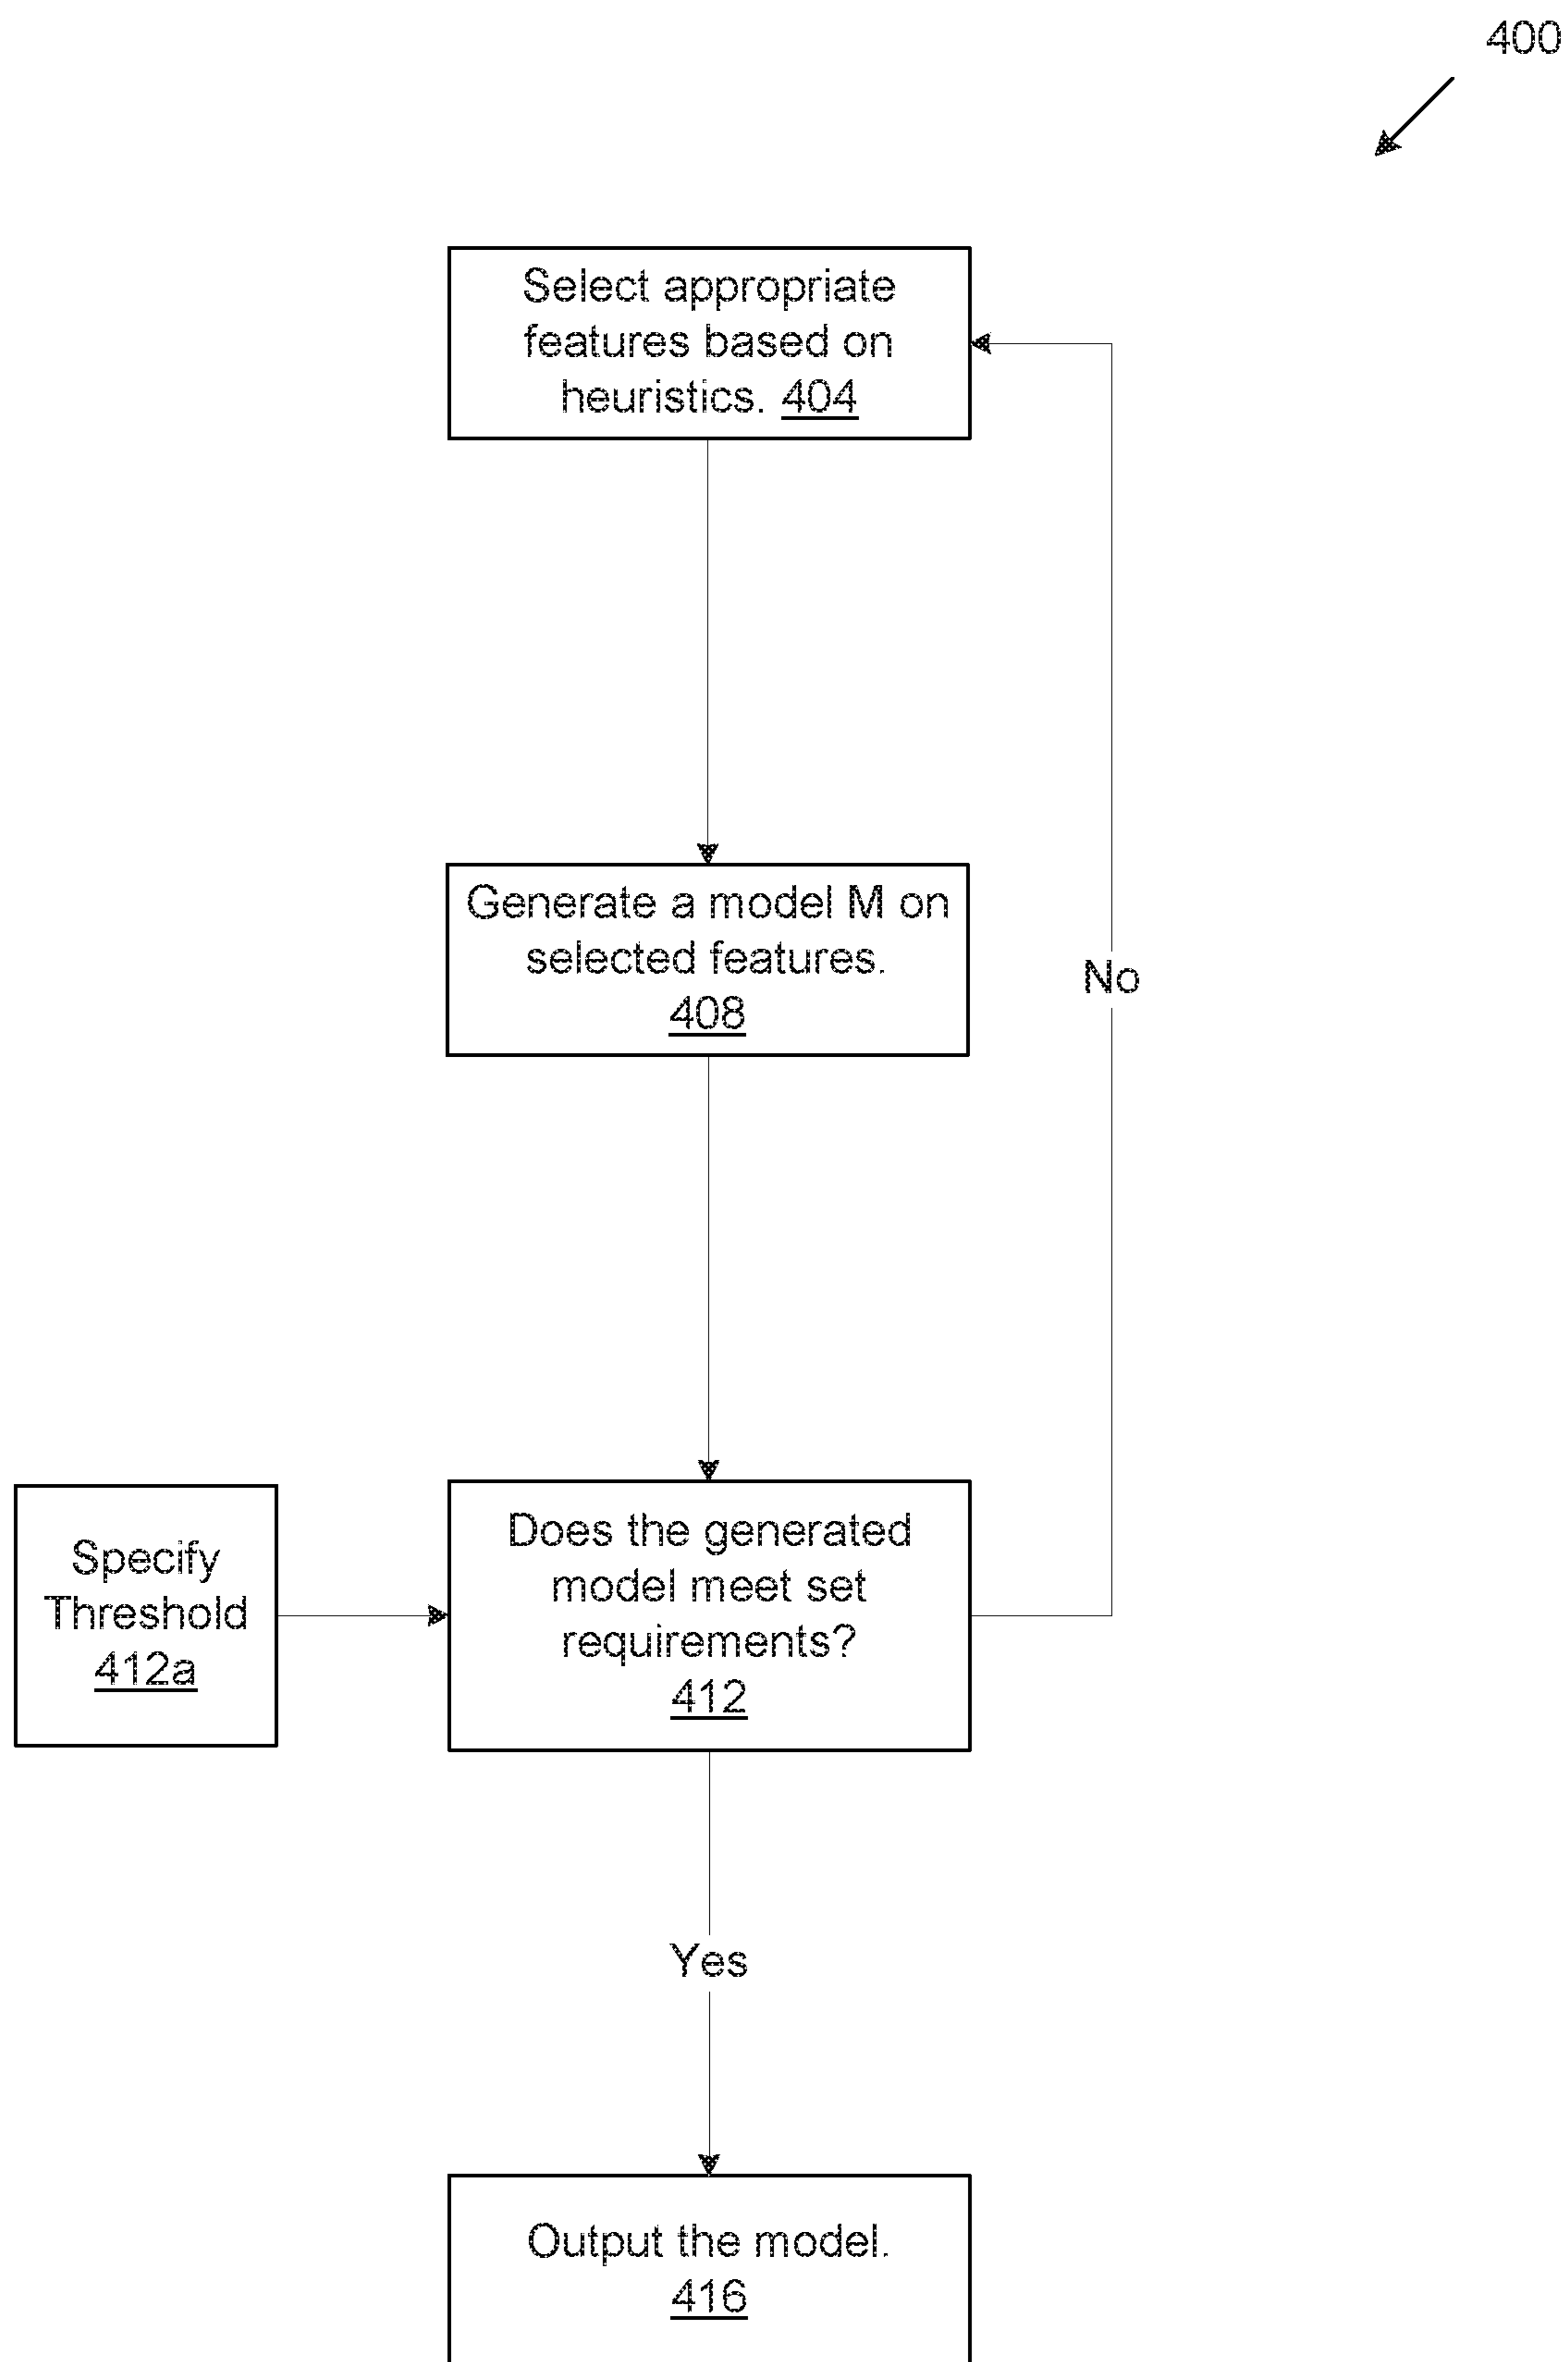 400
Select appropriate
features based on
heuristics. 404
Generate a model M on
selected features.
408
No
Specify
Threshold
412a
Does the generated
model meet set
requirements?
412
Yes
Output the model.
416